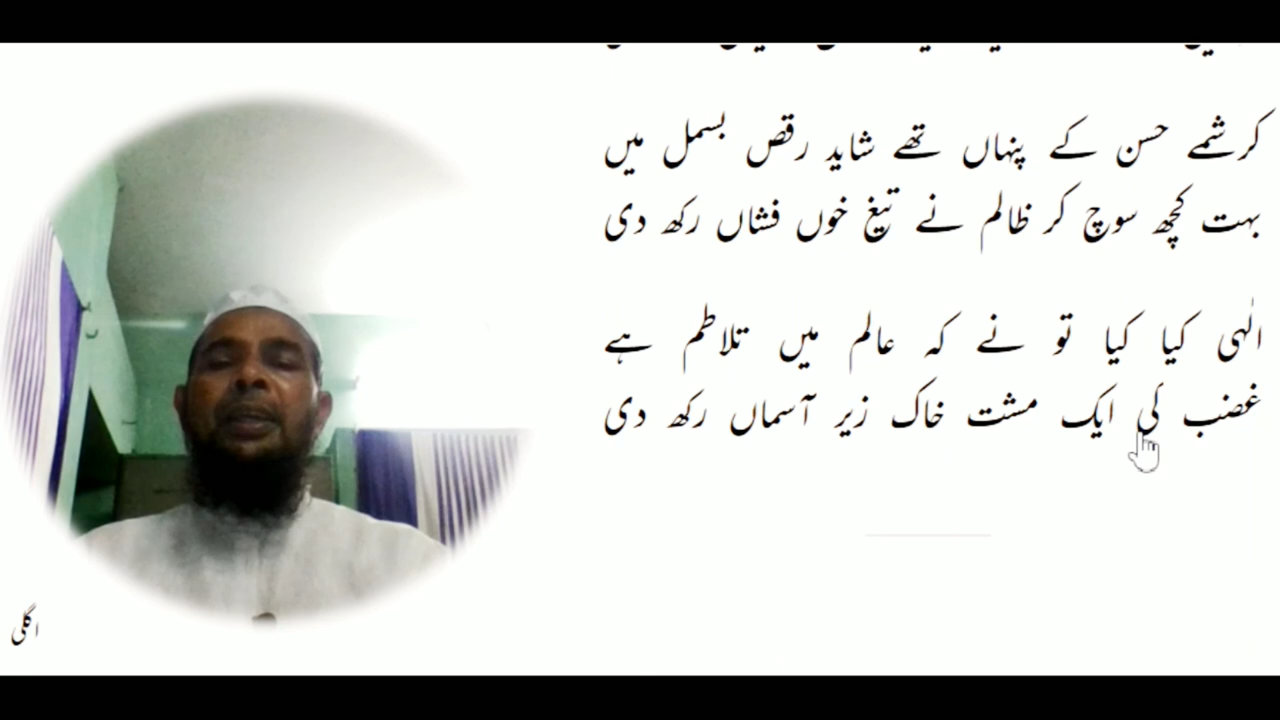 کرشمے حسن کے پنہاں تھے شاید رقص بسمل میں
بہت کچھ سوچ کر ظالم نے تیغ خوں فشاں رکھ دی
الٰہی کیا کیا تو نے کہ عالم میں تلاطم ہے
غضب کی ایک مشت خاک زیر آسماں رکھ دی
اگلی